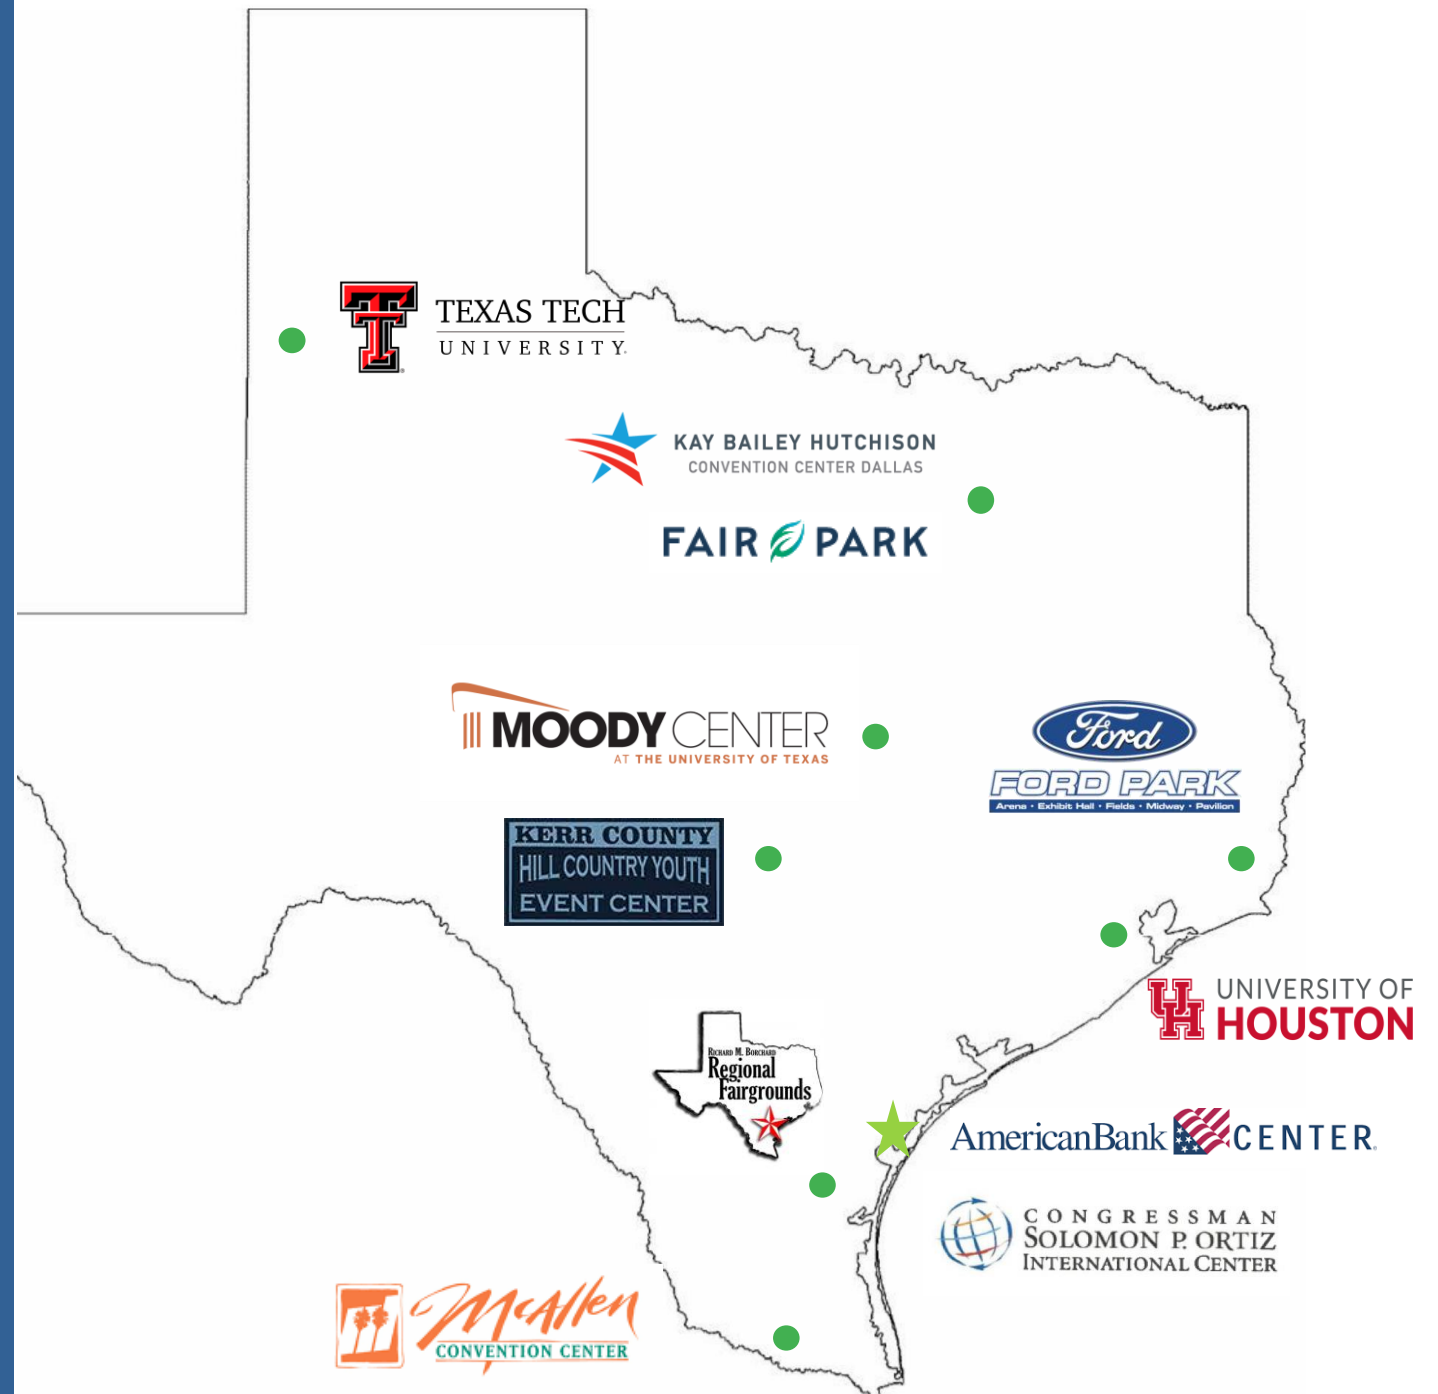 TEXAS TECH
UNIVERSITY.
KAY BAILEY HUTCHISON
CONVENTION CENTER DALLAS
FAIR PARK
MOODY CENTER
AT THE UNIVERSITY OF TEXAS
Ford
FORD PARK
Arena • Exhibit Hall • Fields • Midway • Pavilion
KERR COUNTY
HILL COUNTRY YOUTH
EVENT CENTER
UNIVERSITY OF
UH HOUSTON
RICHARD M. BORCHARD
Regional
Fairgrounds
AmericanBank CENTER
CONGRESSMAN
SOLOMON P. ORTIZ
INTERNATIONAL CENTER
McAllen
CONVENTION CENTER